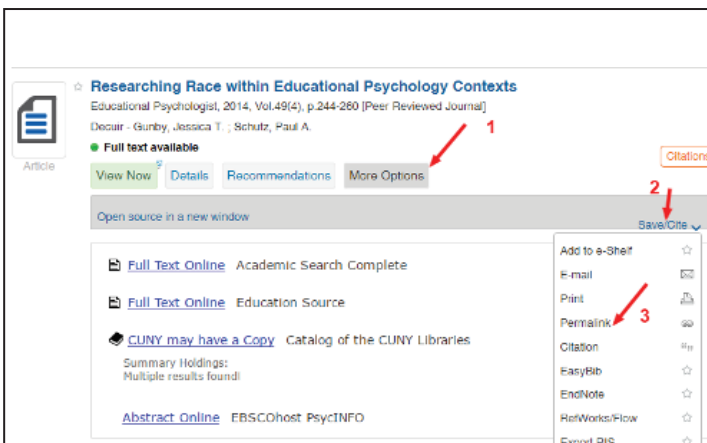 Researching Race within Educational Psychology Contexts
Educational Psychologist, 2014, Vol.49(4), p.244-260 [Peer Reviewed Journal]
Decuir - Gunby, Jessica T. ; Schutz, Paul A.
1
Full text available
Article
Citations
View Now Details Recommendations More Options
2
Open source in a new window
Save/Cite
Full Text Online Academic Search Complete
Add to e-Shelf
E-mail
Full Text Online Education Source
Print
Permalink 3
CUNY may have a Copy Catalog of the CUNY Libraries
Citation
Summary Holdings:
Multiple results found!
EasyBib
EndNote
Abstract Online EBSCOhost PsycINFO
RefWorks/Flow
Export RIS